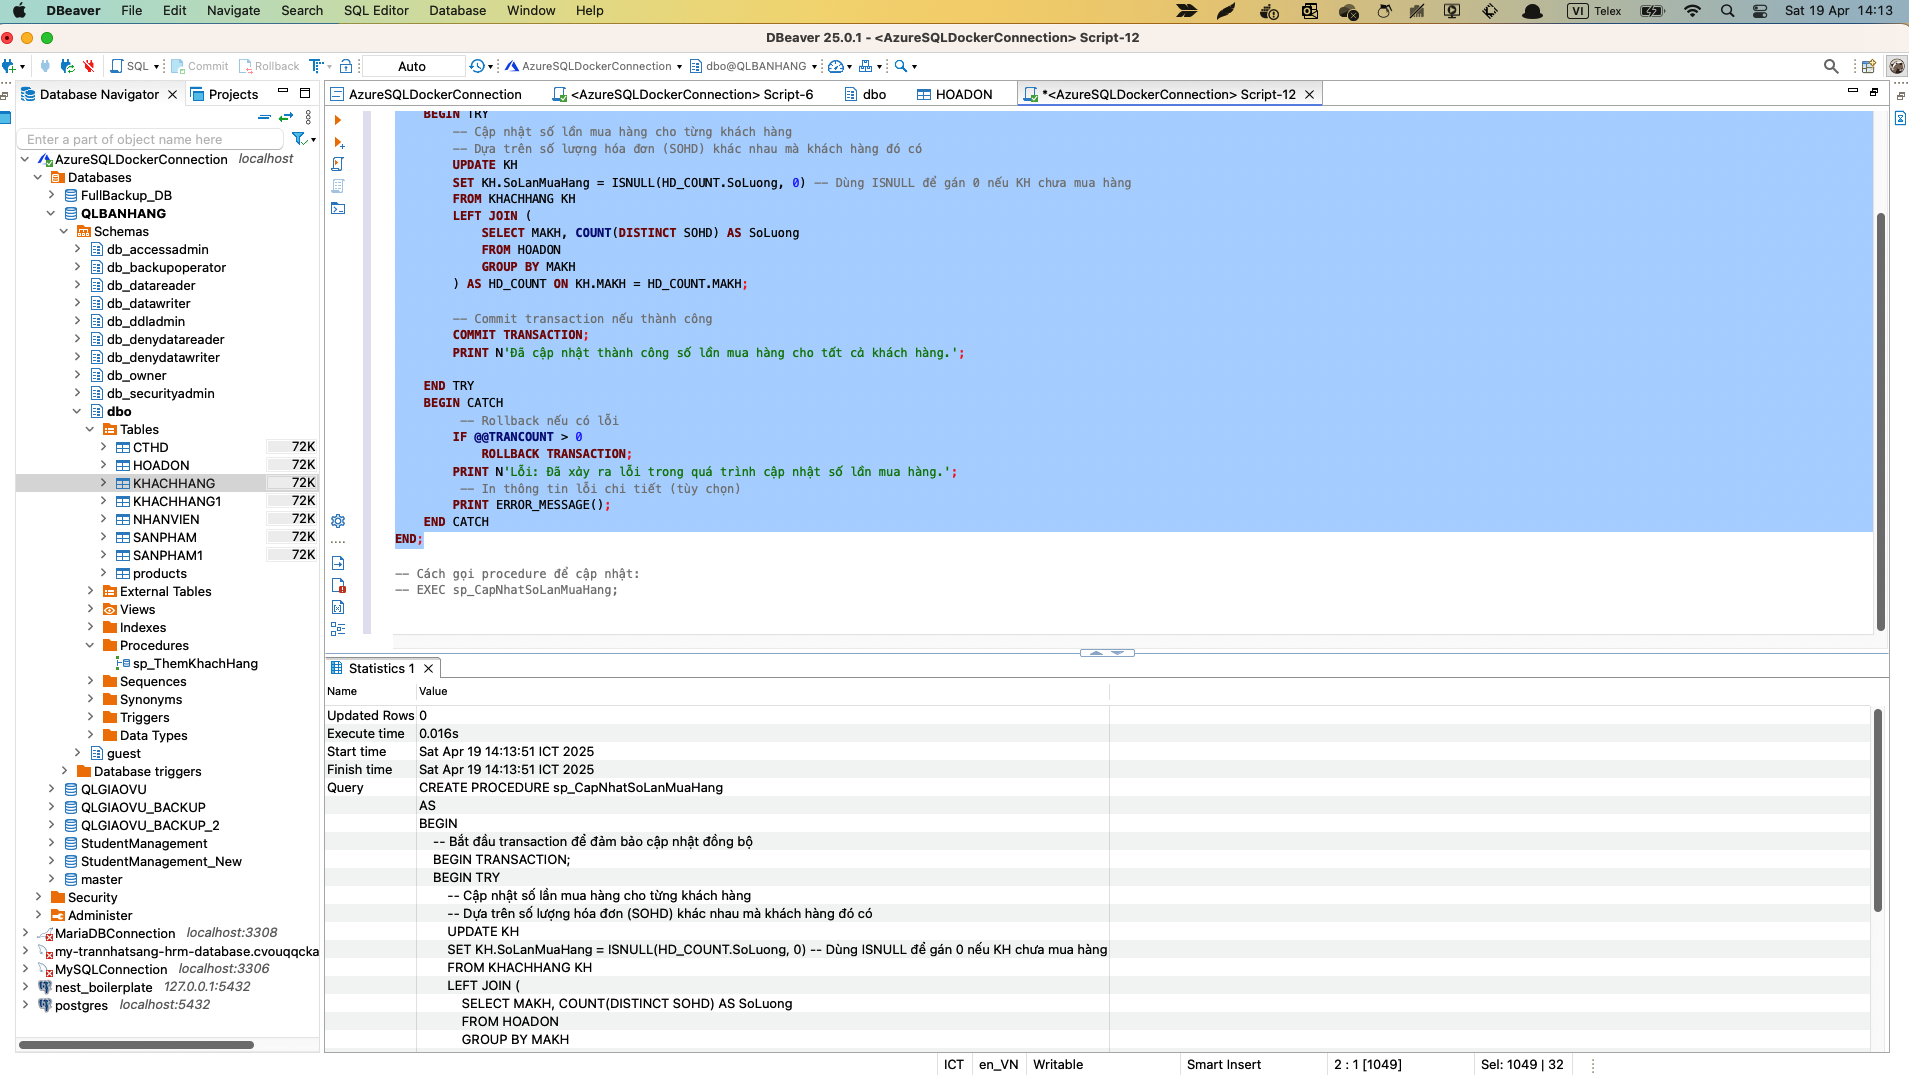 DBeaver File Edit Navigate Search SQL Editor Database Window Help VI Telex Sat 19 Apr 14:13
DBeaver 25.0.1 - <AzureSQLDockerConnection> Script-12
SQL Commit Rollback Auto AzureSQLDockerConnection dbo@QLBANHANG
Database Navigator Projects
Enter a part of object name here
AzureSQLDockerConnection localhost
Databases
FullBackup_DB
QLBANHANG
Schemas
db_accessadmin
db_backupoperator
db_datareader
db_datawriter
db_ddladmin
db_denydatareader
db_denydatawriter
db_owner
db_securityadmin
dbo
Tables
CTHD 72K
HOADON 72K
KHACHHANG 72K
KHACHHANG1 72K
NHANVIEN 72K
SANPHAM 72K
SANPHAM1 72K
products
External Tables
Views
Indexes
Procedures
sp_ThemKhachHang
Sequences
Synonyms
Triggers
Data Types
guest
Database triggers
QLGIAOVU
QLGIAOVU_BACKUP
QLGIAOVU_BACKUP_2
StudentManagement
StudentManagement_New
master
Security
Administer
MariaDBConnection localhost:3308
my-trannhatsang-hrm-database.cvouqqcka
MySQLConnection localhost:3306
nest_boilerplate 127.0.0.1:5432
postgres localhost:5432
AzureSQLDockerConnection <AzureSQLDockerConnection> Script-6 dbo HOADON *<AzureSQLDockerConnection> Script-12
BEGIN TRY
-- Cập nhật số lần mua hàng cho từng khách hàng
-- Dựa trên số lượng hóa đơn (SOHD) khác nhau mà khách hàng đó có
UPDATE KH
SET KH.SoLanMuaHang = ISNULL(HD_COUNT.SoLuong, 0) -- Dùng ISNULL để gán 0 nếu KH chưa mua hàng
FROM KHACHHANG KH
LEFT JOIN (
SELECT MAKH, COUNT(DISTINCT SOHD) AS SoLuong
FROM HOADON
GROUP BY MAKH
) AS HD_COUNT ON KH.MAKH = HD_COUNT.MAKH;
-- Commit transaction nếu thành công
COMMIT TRANSACTION;
PRINT N'Đã cập nhật thành công số lần mua hàng cho tất cả khách hàng.';
END TRY
BEGIN CATCH
-- Rollback nếu có lỗi
IF @@TRANCOUNT > 0
ROLLBACK TRANSACTION;
PRINT N'Lỗi: Đã xảy ra lỗi trong quá trình cập nhật số lần mua hàng.';
-- In thông tin lỗi chi tiết (tùy chọn)
PRINT ERROR_MESSAGE();
END CATCH
END;
-- Cách gọi procedure để cập nhật:
-- EXEC sp_CapNhatSoLanMuaHang;
Statistics 1
Name Value
Updated Rows 0
Execute time 0.016s
Start time Sat Apr 19 14:13:51 ICT 2025
Finish time Sat Apr 19 14:13:51 ICT 2025
Query CREATE PROCEDURE sp_CapNhatSoLanMuaHang
AS
BEGIN
-- Bắt đầu transaction để đảm bảo cập nhật đồng bộ
BEGIN TRANSACTION;
BEGIN TRY
-- Cập nhật số lần mua hàng cho từng khách hàng
-- Dựa trên số lượng hóa đơn (SOHD) khác nhau mà khách hàng đó có
UPDATE KH
SET KH.SoLanMuaHang = ISNULL(HD_COUNT.SoLuong, 0) -- Dùng ISNULL để gán 0 nếu KH chưa mua hàng
FROM KHACHHANG KH
LEFT JOIN (
SELECT MAKH, COUNT(DISTINCT SOHD) AS SoLuong
FROM HOADON
GROUP BY MAKH
ICT en_VN Writable Smart Insert 2 : 1 [1049] Sel: 1049 | 32